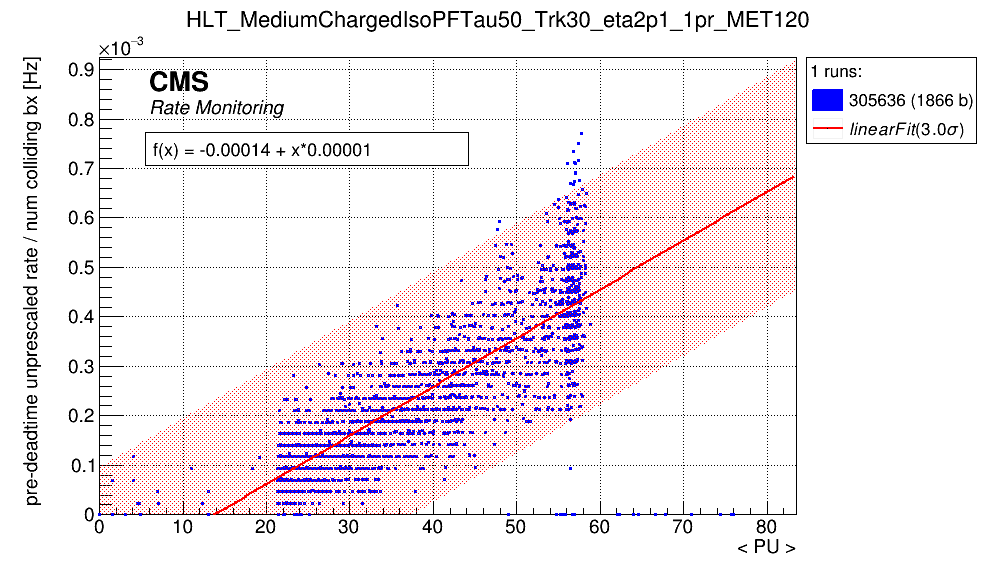 HLT_MediumChargedIsoPFTau50_Trk30_eta2p1_1pr_MET120
×10⁻³
pre-deadtime unprescaled rate / num colliding bx [Hz]
0.9
0.8
0.7
0.6
0.5
0.4
0.3
0.2
0.1
0
CMS
Rate Monitoring
f(x) = -0.00014 + x*0.00001
1 runs:
305636 (1866 b)
linearFit(3.0σ)
0 10 20 30 40 50 60 70 80
< PU >